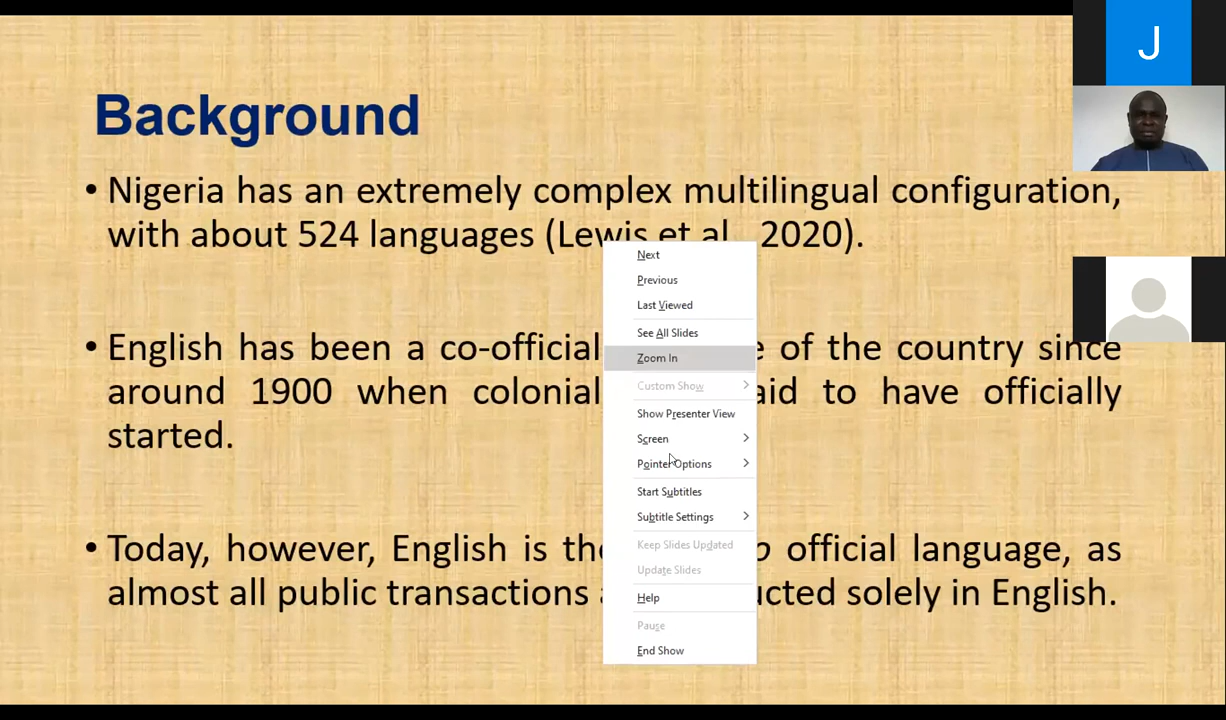 J
Background
• Nigeria has an extremely complex multilingual configuration,
with about 524 languages (Lewis et al 2020).
• English has been a co-official e of the country since
around 1900 when colonial aid to have officially
started.
• Today, however, English is the o official language, as
almost all public transactions ucted solely in English.
Next
Previous
Last Viewed
See All Slides
Zoom In
Custom Show
Show Presenter View
Screen
Pointer Options
Start Subtitles
Subtitle Settings
Keep Slides Updated
Update Slides
Help
Pause
End Show